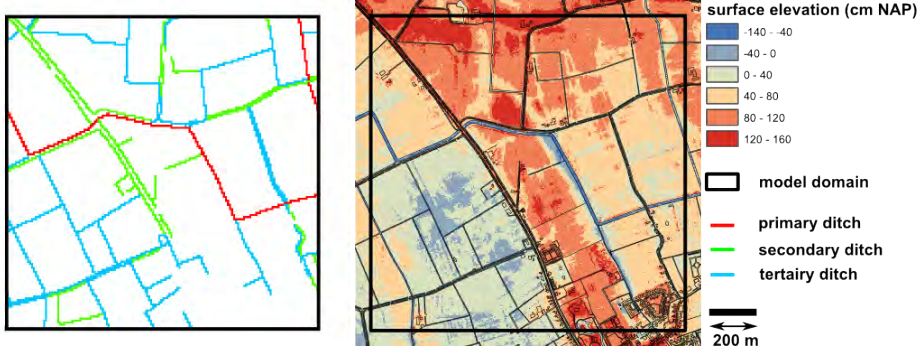 surface elevation (cm NAP)
-140 - -40
-40 - 0
0 - 40
40 - 80
80 - 120
120 - 160
model domain
primary ditch
secondary ditch
tertairy ditch
200 m